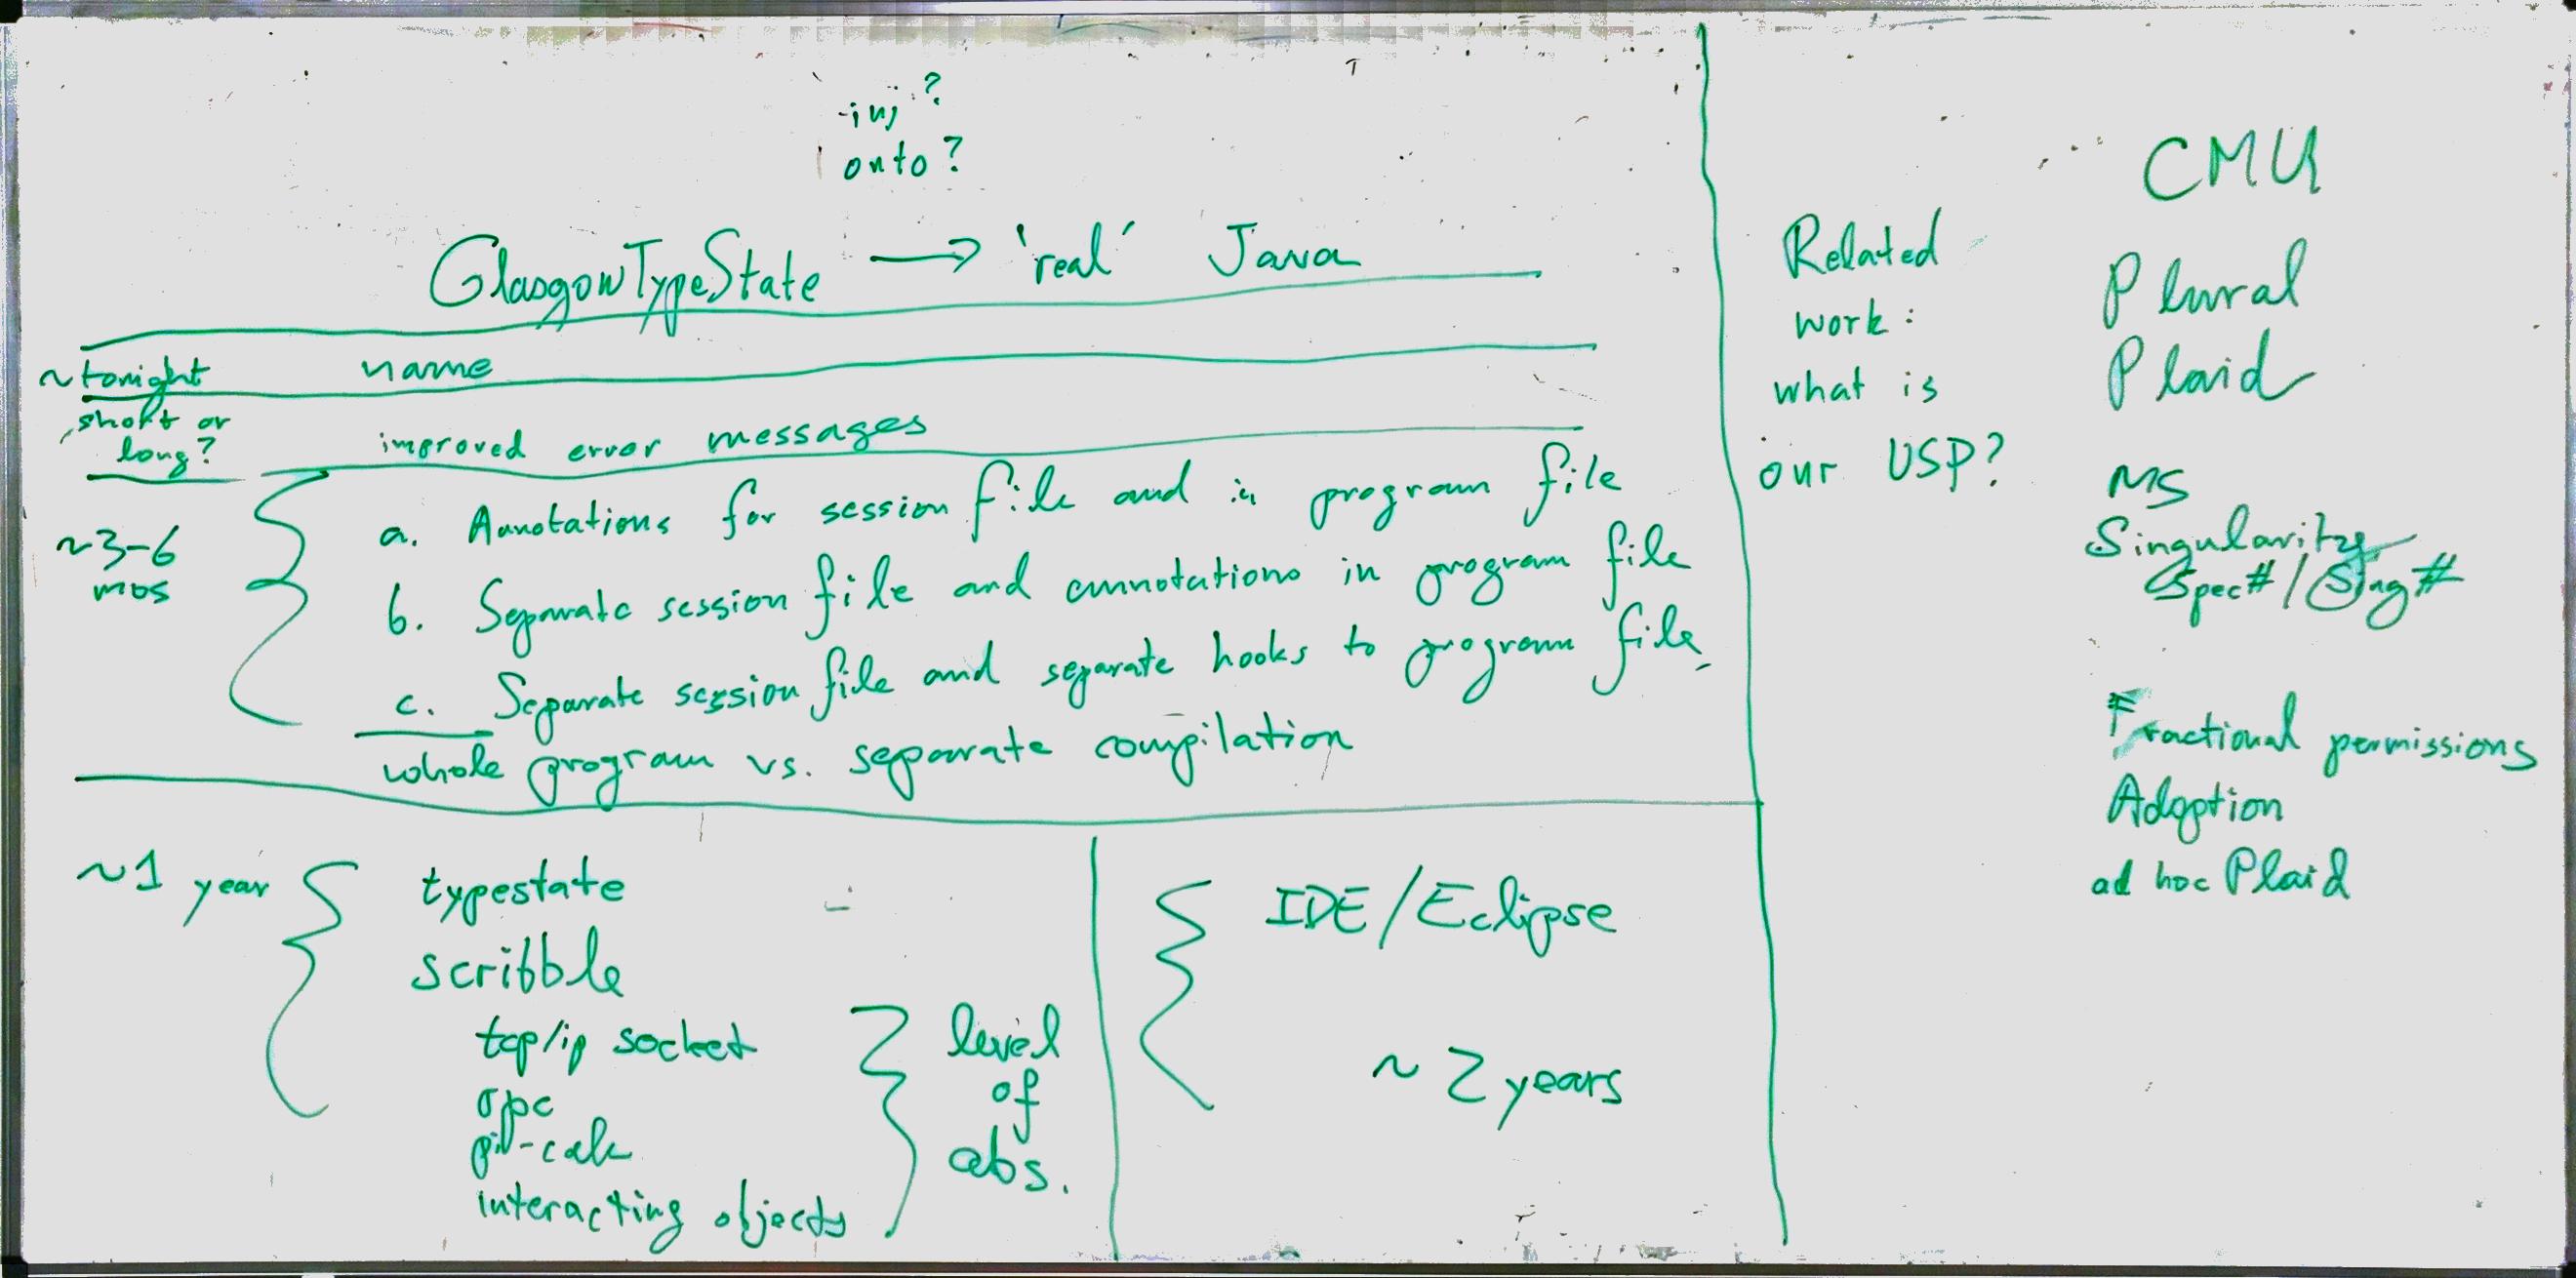 inj?
onto?
GlasgowTypeState → 'real' Java
~tonight name
short or
long?
improved error messages
~3-6
mos
a. Annotations for session file and in program file
b. Separate session file and annotations in program file
c. Separate session file and separate hooks to program file
whole program vs. separate compilation
~1 year
typestate
scribble
tcp/ip socket
rpc
pi-calc
interacting objects
level
of
abs.
IDE/Eclipse
~2 years
Related
work:
what is
our USP?
CMU
Plural
Plaid
MS
Singularity
Spec#/Sing#
Fractional permissions
Adoption
ad hoc Plaid